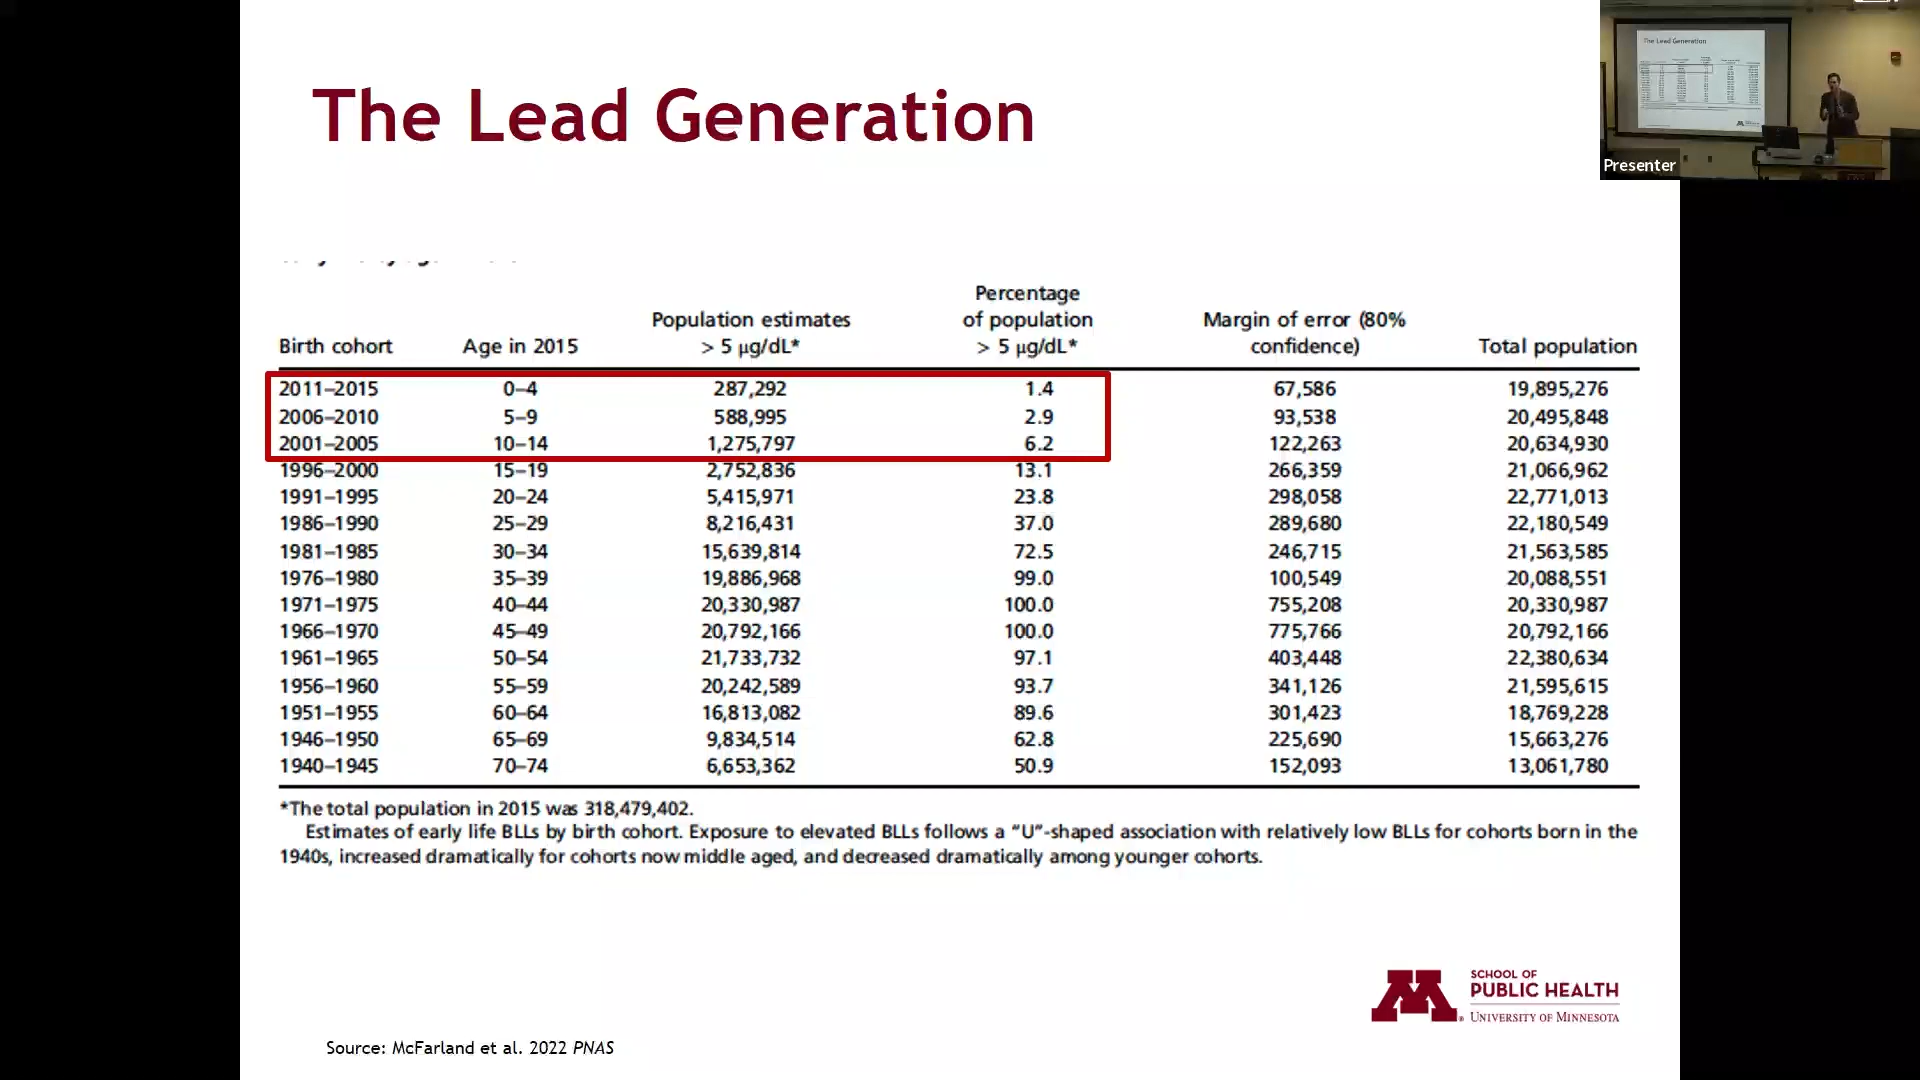 The Lead Generation
Birth cohort Age in 2015 Population estimates > 5 µg/dL* Percentage of population > 5 µg/dL* Margin of error (80% confidence) Total population
2011–2015 0–4 287,292 1.4 67,586 19,895,276
2006–2010 5–9 588,995 2.9 93,538 20,495,848
2001–2005 10–14 1,275,797 6.2 122,263 20,634,930
1996–2000 15–19 2,752,836 13.1 266,359 21,066,962
1991–1995 20–24 5,415,971 23.8 298,058 22,771,013
1986–1990 25–29 8,216,431 37.0 289,680 22,180,549
1981–1985 30–34 15,639,814 72.5 246,715 21,563,585
1976–1980 35–39 19,886,968 99.0 100,549 20,088,551
1971–1975 40–44 20,330,987 100.0 755,208 20,330,987
1966–1970 45–49 20,792,166 100.0 775,766 20,792,166
1961–1965 50–54 21,733,732 97.1 403,448 22,380,634
1956–1960 55–59 20,242,589 93.7 341,126 21,595,615
1951–1955 60–64 16,813,082 89.6 301,423 18,769,228
1946–1950 65–69 9,834,514 62.8 225,690 15,663,276
1940–1945 70–74 6,653,362 50.9 152,093 13,061,780
*The total population in 2015 was 318,479,402.
Estimates of early life BLLs by birth cohort. Exposure to elevated BLLs follows a “U”-shaped association with relatively low BLLs for cohorts born in the
1940s, increased dramatically for cohorts now middle aged, and decreased dramatically among younger cohorts.
M
SCHOOL OF
PUBLIC HEALTH
UNIVERSITY OF MINNESOTA
Source: McFarland et al. 2022 PNAS
The Lead Generation
Presenter